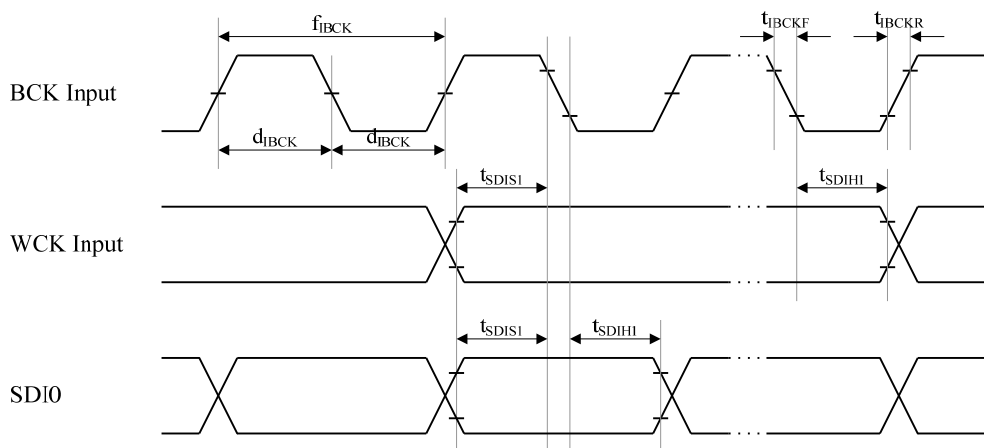 fIBCK
tIBCKF
tIBCKR
BCK Input
dIBCK
dIBCK
tSDIS1
tSDIH1
WCK Input
tSDIS1
tSDIH1
SDI0